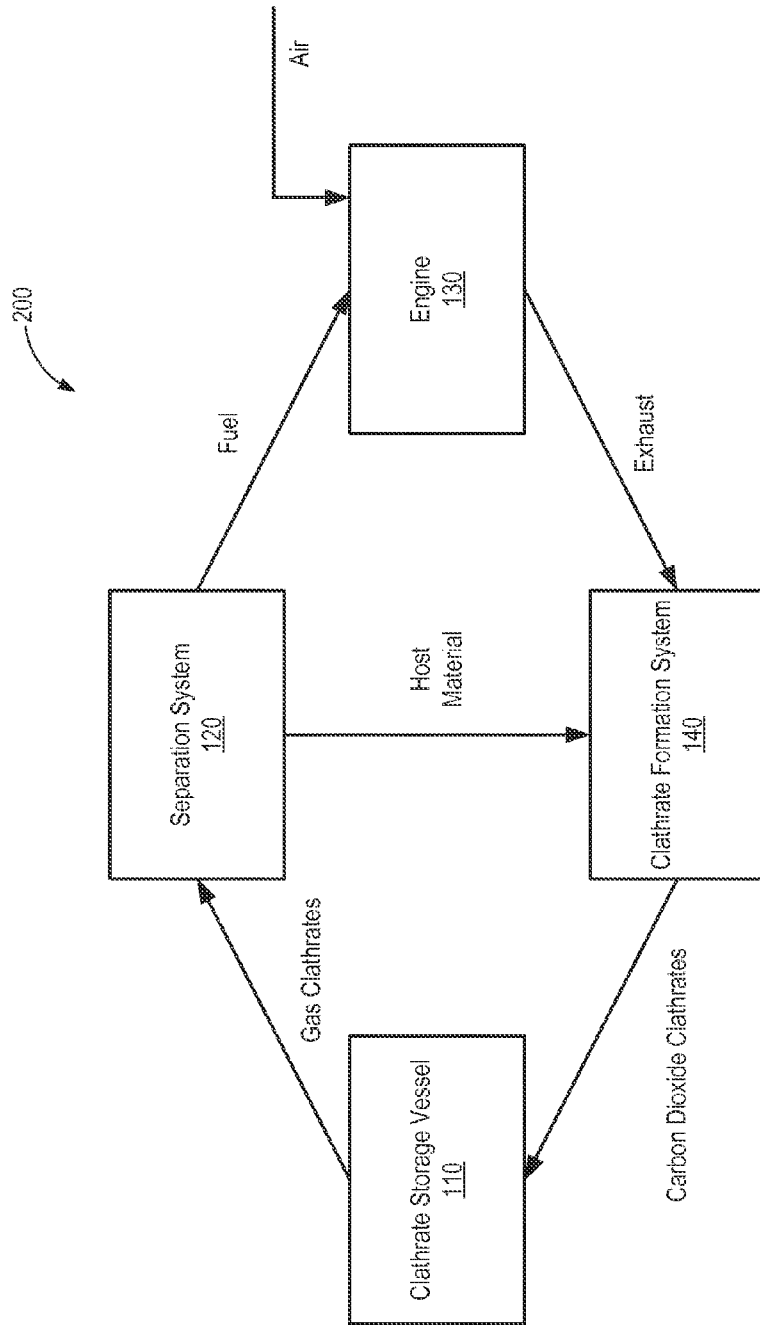 200
Air
Fuel
Engine
130
Exhaust
Separation System
120
Host
Material
Clathrate Formation System
140
Gas Clathrates
Carbon Dioxide Clathrates
Clathrate Storage Vessel
110